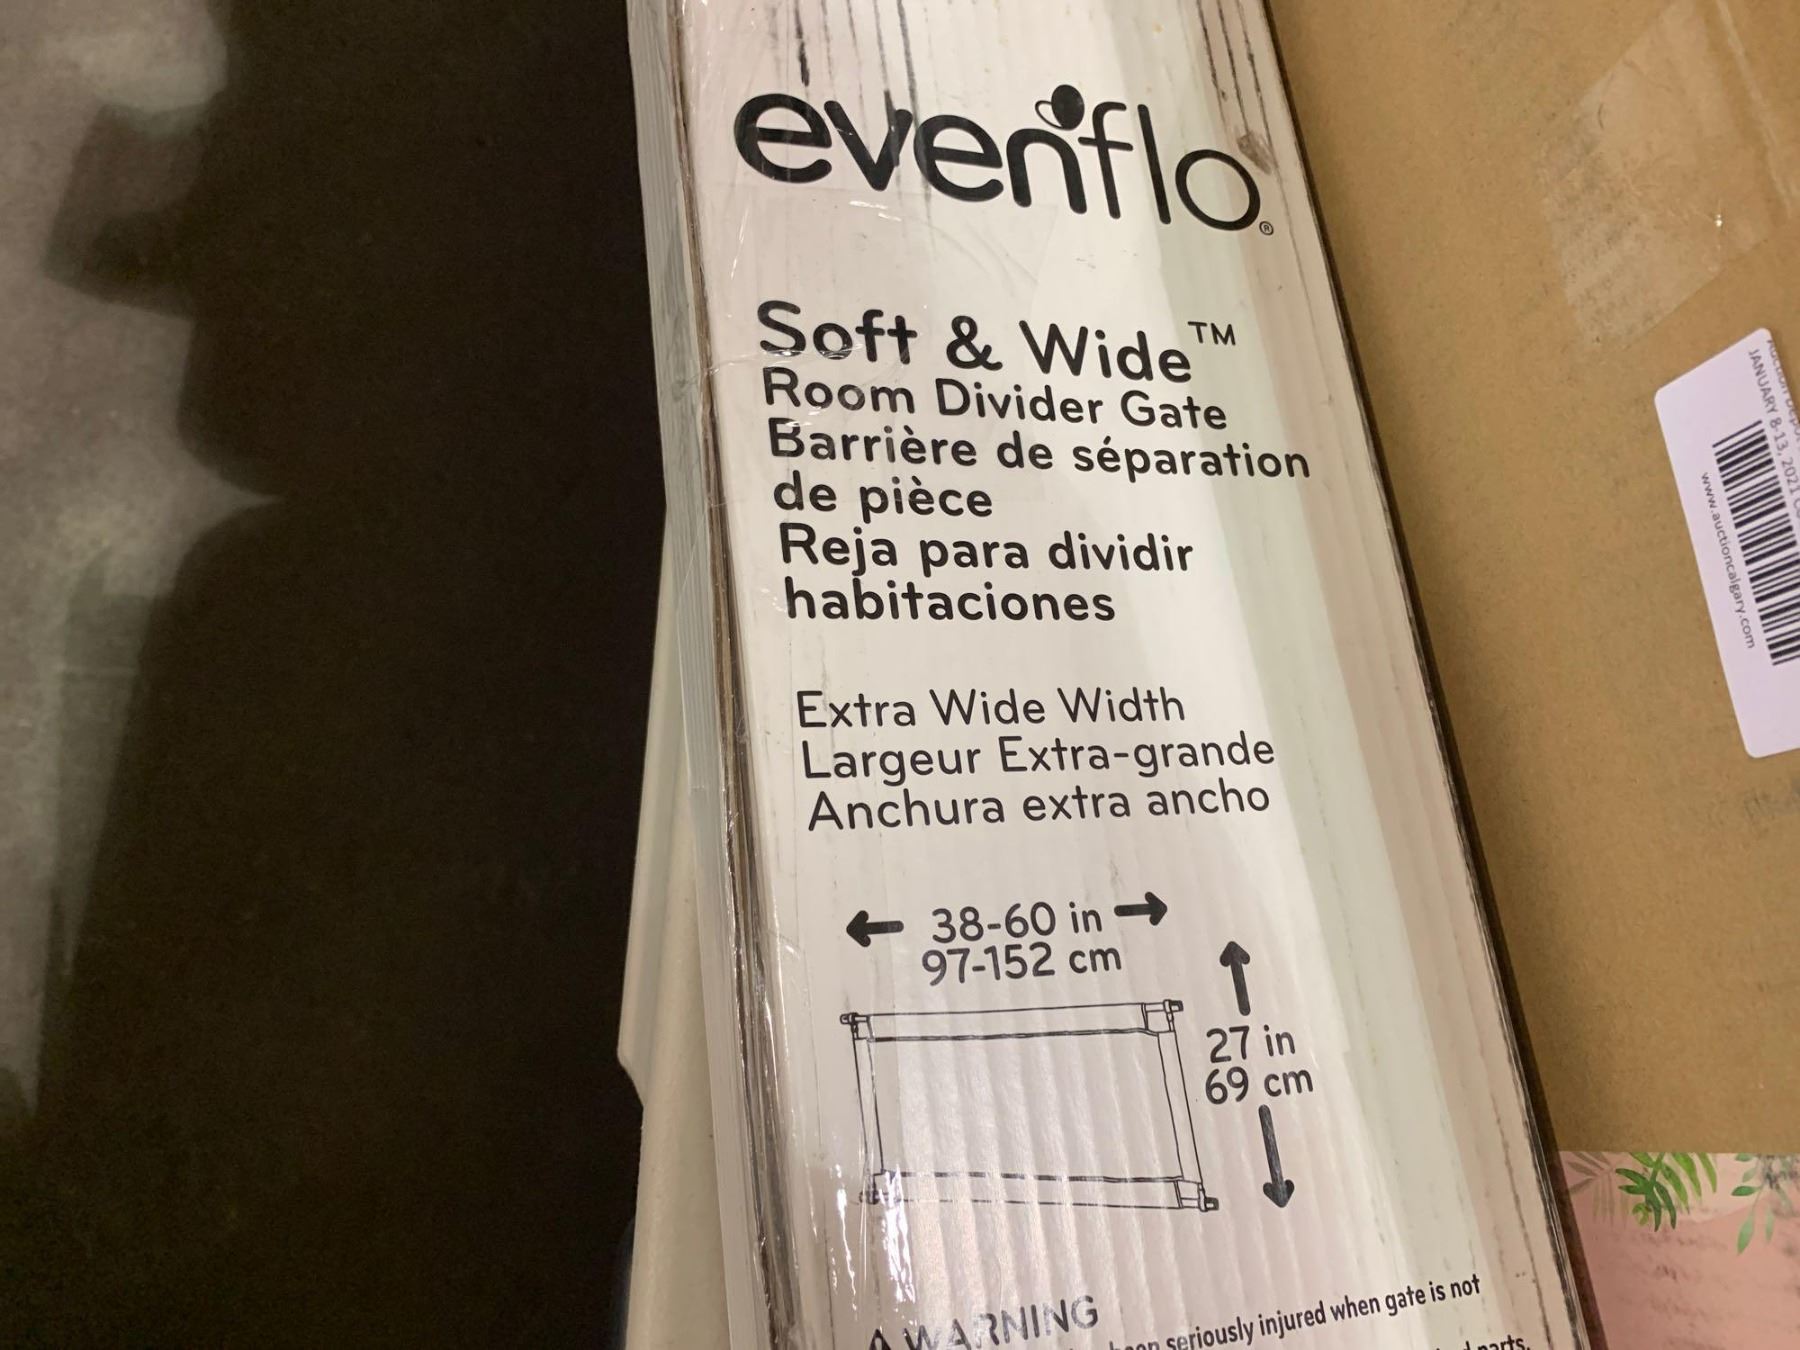 evenflo®
Soft & Wide™
Room Divider Gate
Barrière de séparation
de pièce
Reja para dividir
habitaciones
Extra Wide Width
Largeur Extra-grande
Anchura extra ancho
38-60 in
97-152 cm
27 in
69 cm
WARNING
seriously injured when gate is not
parts.
JANUARY 8-13, 2021
www.auctioncalgary.com